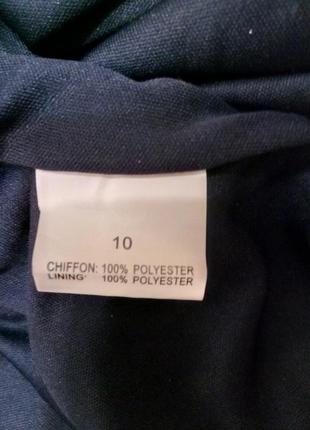 10
CHIFFON: 100% POLYESTER
LINING: 100% POLYESTER